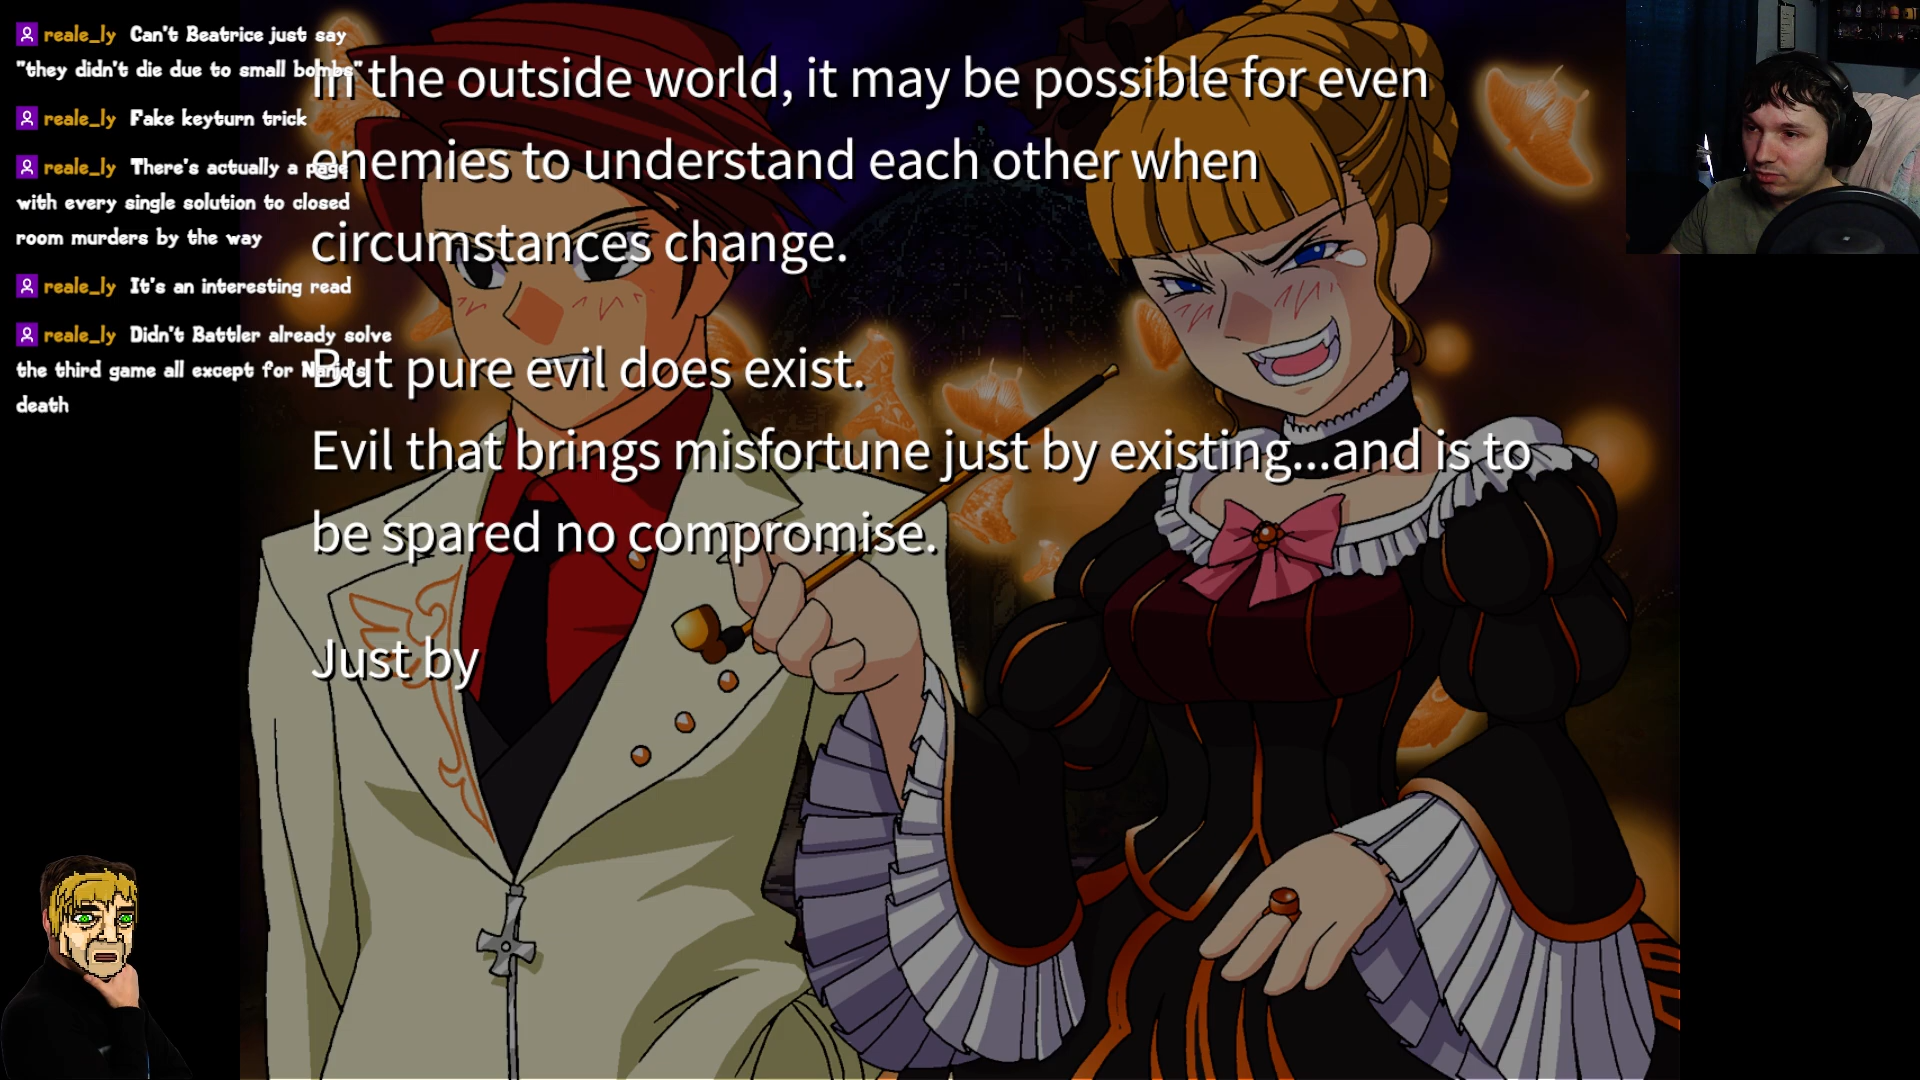 reale_ly Can't Beatrice just say
"they didn't die due to small bombs"
reale_ly Fake keyturn trick
reale_ly There's actually a page
with every single solution to closed
room murders by the way
reale_ly It's an interesting read
reale_ly Didn't Battler already solve
the third game all except for Nanjo's
death
In the outside world, it may be possible for even
enemies to understand each other when
circumstances change.
But pure evil does exist.
Evil that brings misfortune just by existing...and is to
be spared no compromise.
Just by